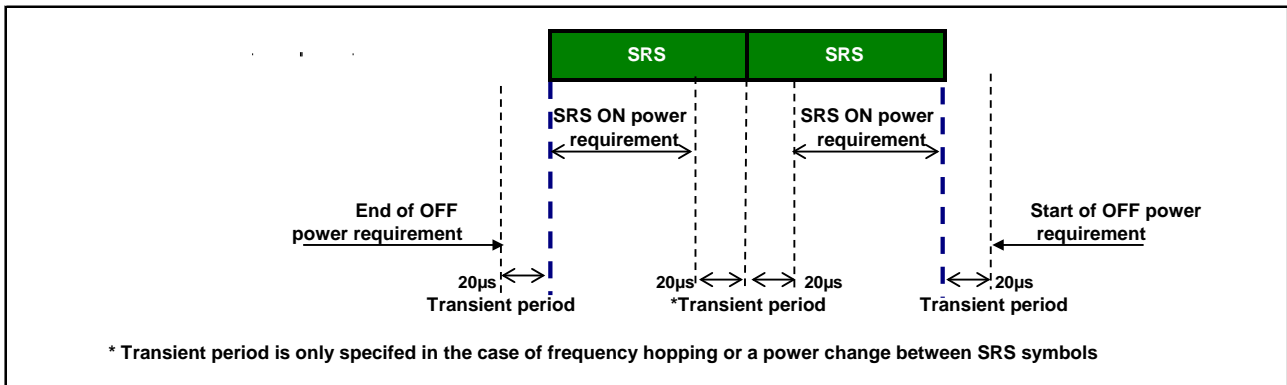 SRS SRS
SRS ON power
requirement
SRS ON power
requirement
End of OFF
power requirement
Start of OFF power
requirement
20µs 20µs 20µs 20µs
Transient period *Transient period Transient period
* Transient period is only specifed in the case of frequency hopping or a power change between SRS symbols